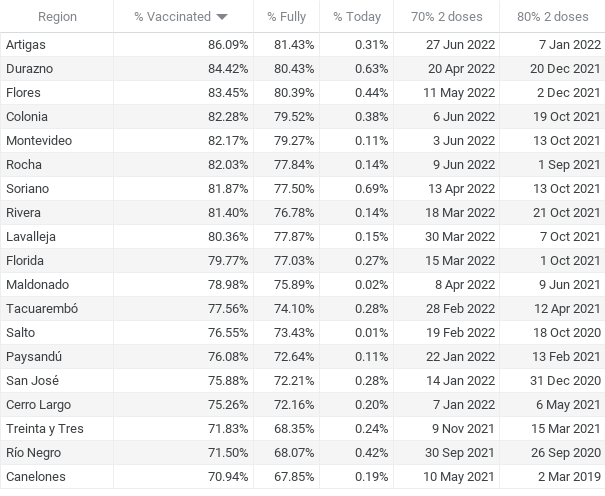 Region % Vaccinated % Fully % Today 70% 2 doses 80% 2 doses
Artigas 86.09% 81.43% 0.31% 27 Jun 2022 7 Jan 2022
Durazno 84.42% 80.43% 0.63% 20 Apr 2022 20 Dec 2021
Flores 83.45% 80.39% 0.44% 11 May 2022 2 Dec 2021
Colonia 82.28% 79.52% 0.38% 6 Jun 2022 19 Oct 2021
Montevideo 82.17% 79.27% 0.11% 3 Jun 2022 13 Oct 2021
Rocha 82.03% 77.84% 0.14% 9 Jun 2022 1 Sep 2021
Soriano 81.87% 77.50% 0.69% 13 Apr 2022 13 Oct 2021
Rivera 81.40% 76.78% 0.14% 18 Mar 2022 21 Oct 2021
Lavalleja 80.36% 77.87% 0.15% 30 Mar 2022 7 Oct 2021
Florida 79.77% 77.03% 0.27% 15 Mar 2022 1 Oct 2021
Maldonado 78.98% 75.89% 0.02% 8 Apr 2022 9 Jun 2021
Tacuarembó 77.56% 74.10% 0.28% 28 Feb 2022 12 Apr 2021
Salto 76.55% 73.43% 0.01% 19 Feb 2022 18 Oct 2020
Paysandú 76.08% 72.64% 0.11% 22 Jan 2022 13 Feb 2021
San José 75.88% 72.21% 0.28% 14 Jan 2022 31 Dec 2020
Cerro Largo 75.26% 72.16% 0.20% 7 Jan 2022 6 May 2021
Treinta y Tres 71.83% 68.35% 0.24% 9 Nov 2021 15 Mar 2021
Río Negro 71.50% 68.07% 0.42% 30 Sep 2021 26 Sep 2020
Canelones 70.94% 67.85% 0.19% 10 May 2021 2 Mar 2019